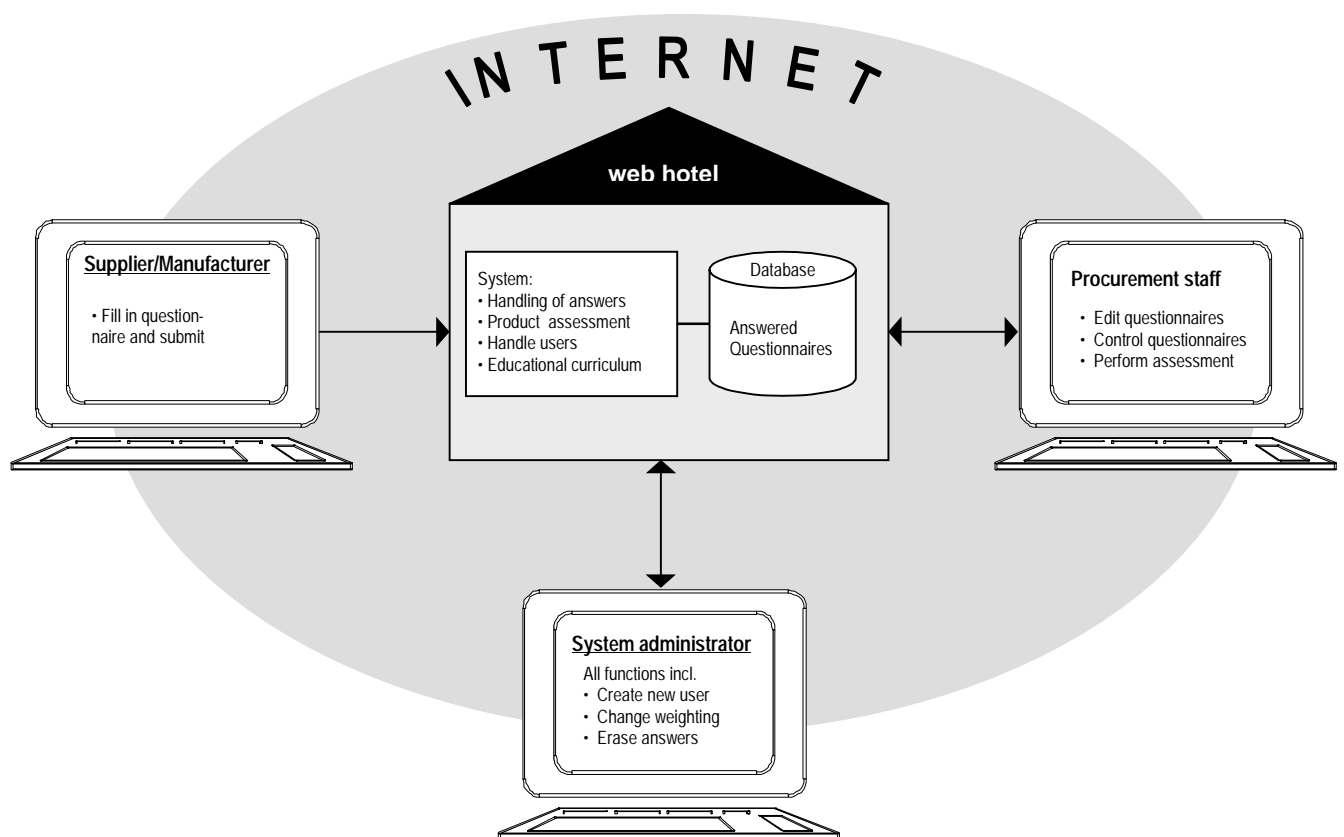 INTERNET
web hotel
Supplier/Manufacturer
• Fill in question-
naire and submit
System:
• Handling of answers
• Product assessment
• Handle users
• Educational curriculum
Database
Answered
Questionnaires
Procurement staff
• Edit questionnaires
• Control questionnaires
• Perform assessment
System administrator
All functions incl.
• Create new user
• Change weighting
• Erase answers